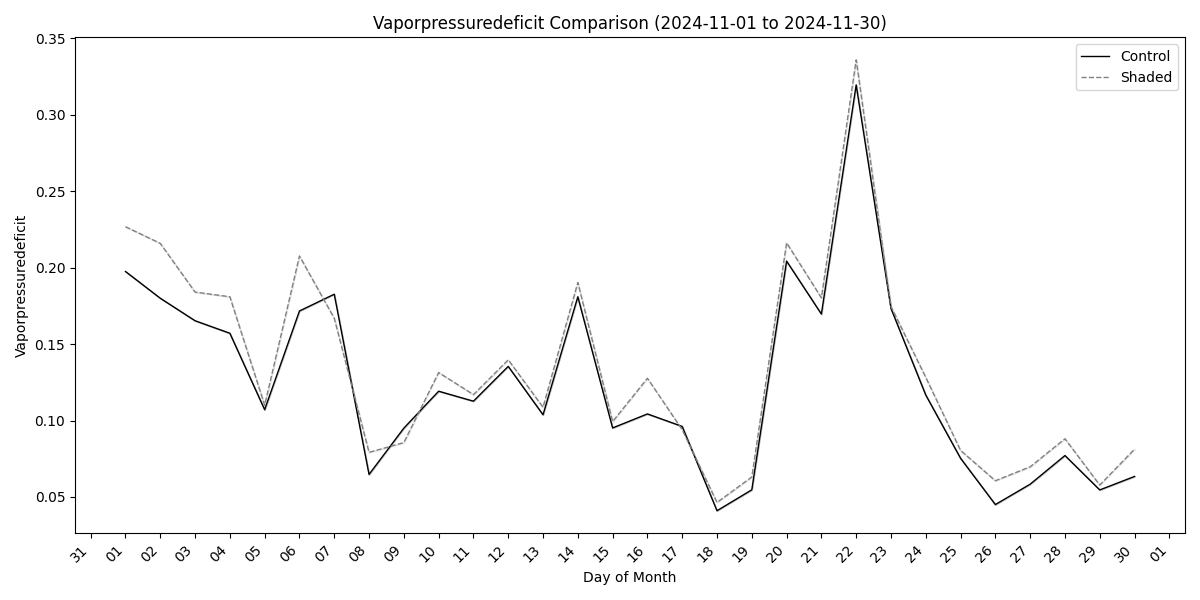 Vaporpressuredeficit Comparison (2024-11-01 to 2024-11-30)
Control
Shaded
Vaporpressuredeficit
0.35
0.30
0.25
0.20
0.15
0.10
0.05
31 01 02 03 04 05 06 07 08 09 10 11 12 13 14 15 16 17 18 19 20 21 22 23 24 25 26 27 28 29 30 01
Day of Month